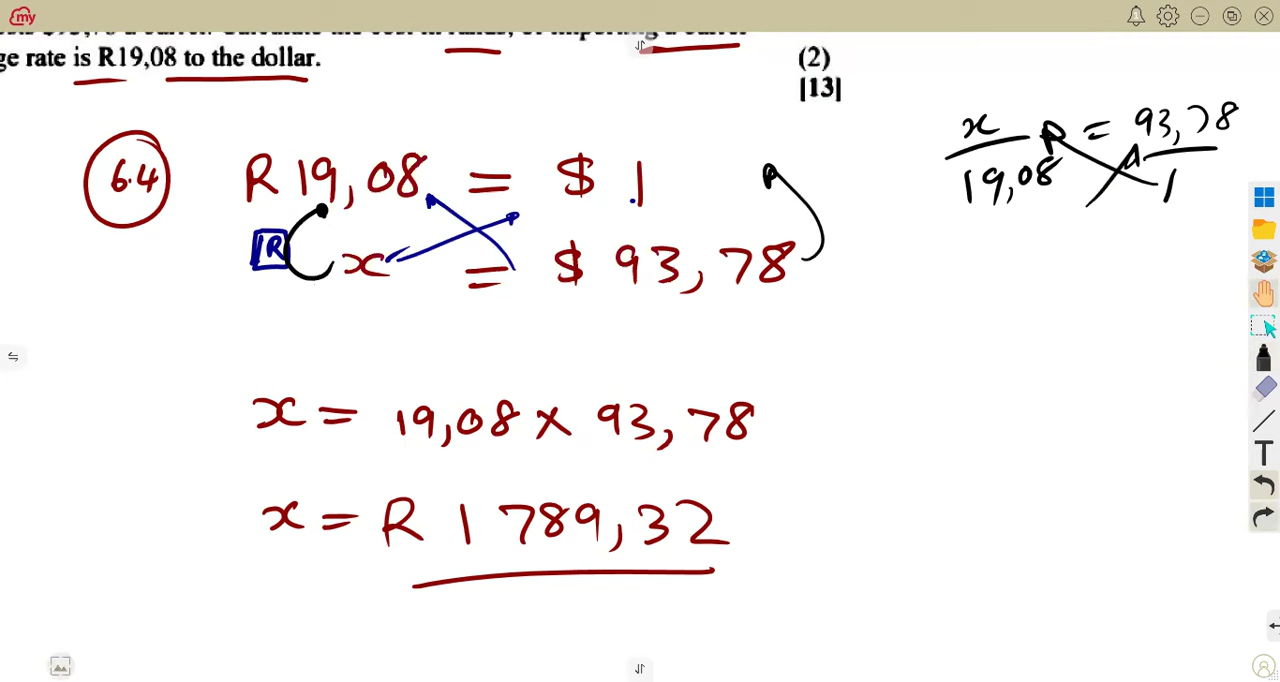 my
ge rate is R19,08 to the dollar.
(2)
[13]
6.4
R 19,08 = $ 1
R x = $ 93,78
x = 93,78
19,08 1
x = 19,08 × 93,78
x = R 1 789,32
T